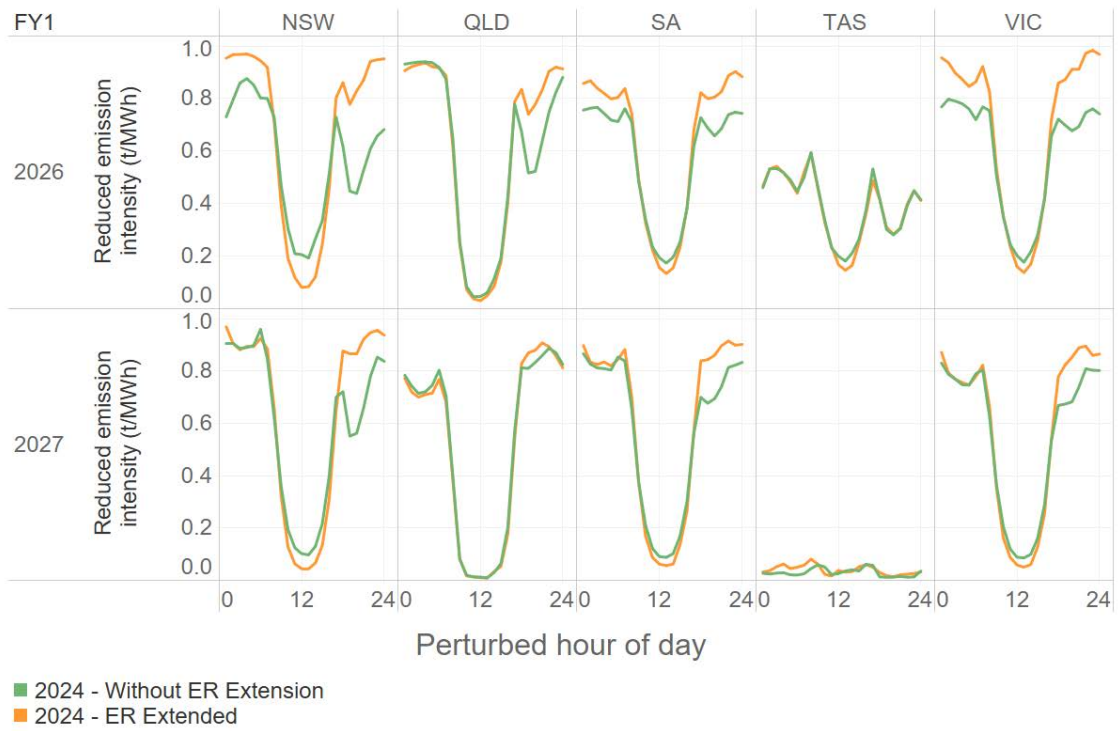 FY1 NSW QLD SA TAS VIC
2026
Reduced emission
intensity (t/MWh)
1.0
0.8
0.6
0.4
0.2
0.0
2027
Reduced emission
intensity (t/MWh)
1.0
0.8
0.6
0.4
0.2
0.0
0 12 24 0 12 24 0 12 24 0 12 24 0 12 24
Perturbed hour of day
2024 - Without ER Extension
2024 - ER Extended